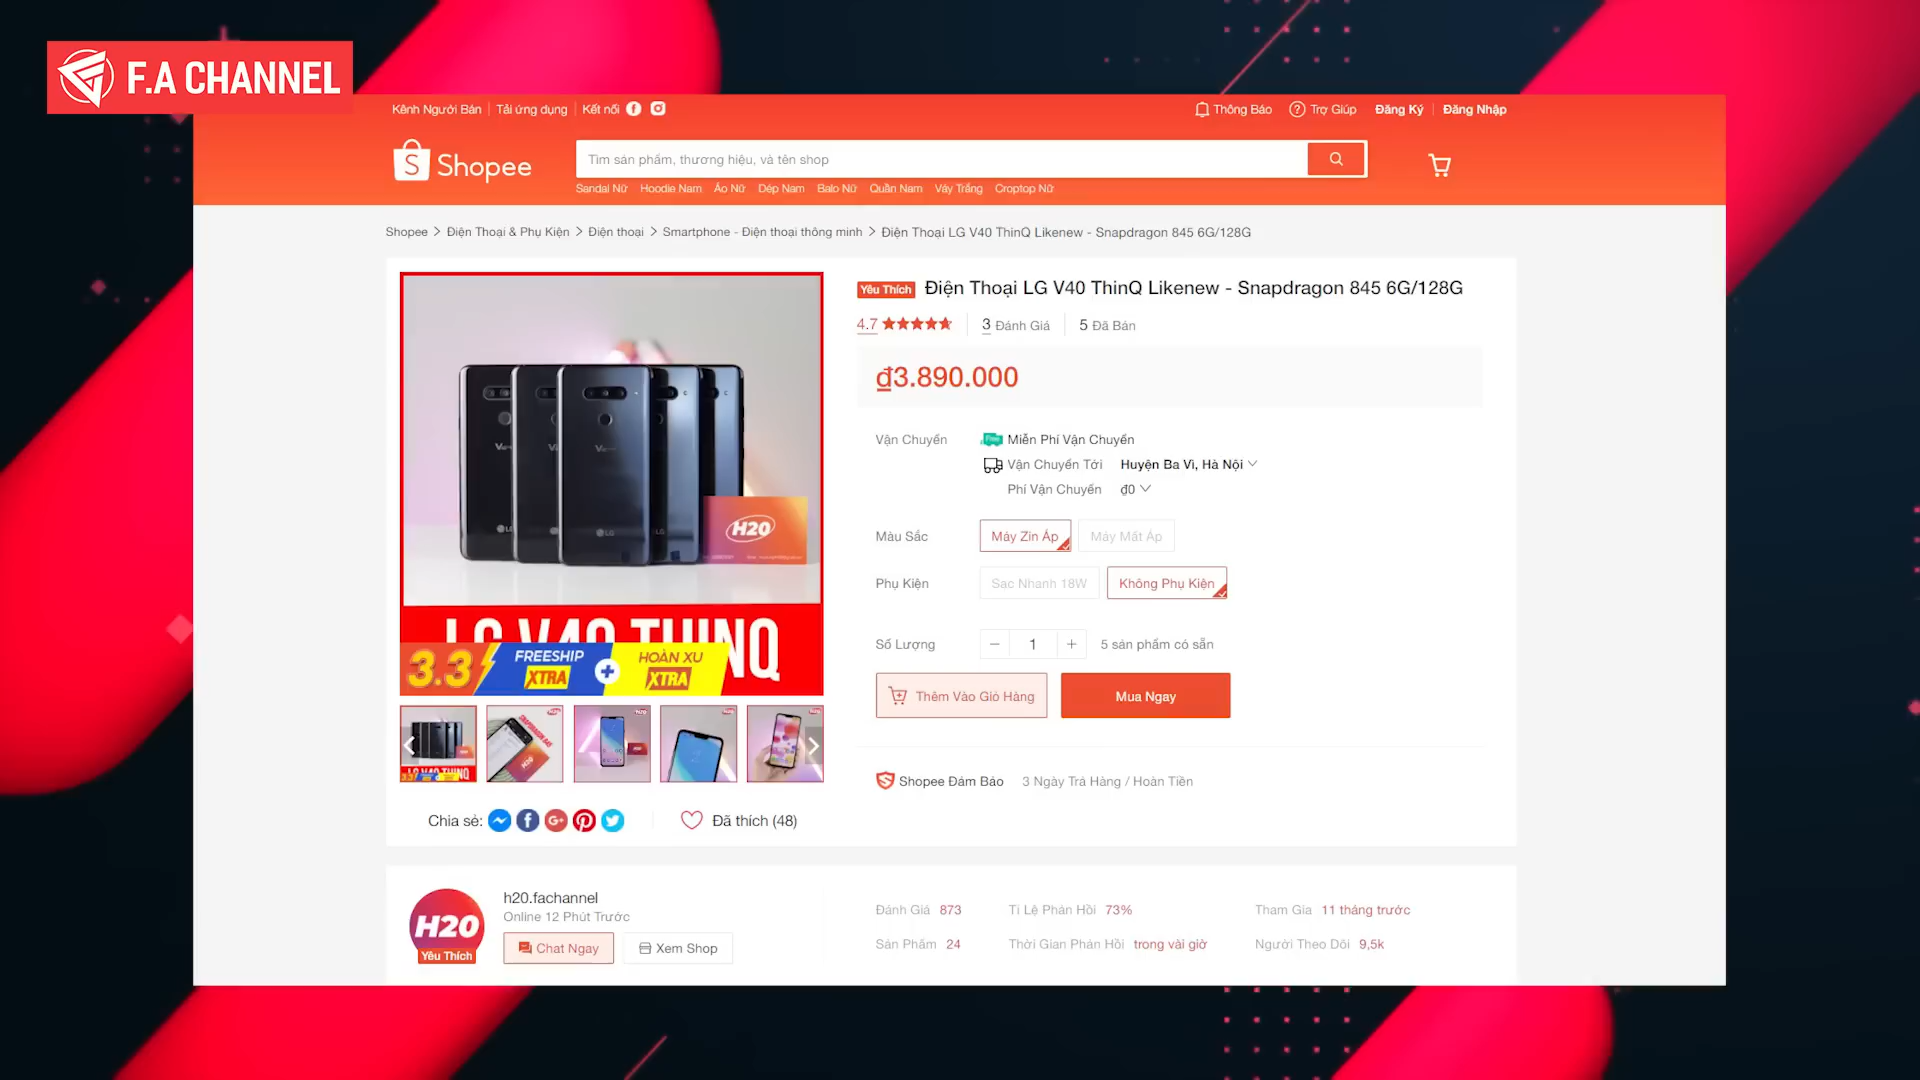 F.A CHANNEL
Kênh Người Bán Tải ứng dụng Kết nối
Thông Báo Trợ Giúp Đăng Ký Đăng Nhập
Shopee
Tìm sản phẩm, thương hiệu, và tên shop
Sandal Nữ Hoodie Nam Áo Nữ Dép Nam Balo Nữ Quần Nam Váy Trắng Croptop Nữ
Shopee > Điện Thoại & Phụ Kiện > Điện thoại > Smartphone - Điện thoại thông minh > Điện Thoại LG V40 ThinQ Likenew - Snapdragon 845 6G/128G
Yêu Thích Điện Thoại LG V40 ThinQ Likenew - Snapdragon 845 6G/128G
4.7 3 Đánh Giá 5 Đã Bán
₫3.890.000
Vận Chuyển Miễn Phí Vận Chuyển
Vận Chuyển Tới Huyện Ba Vì, Hà Nội
Phí Vận Chuyển ₫0
Màu Sắc Máy Zin Áp Máy Mất Áp
Phụ Kiện Sạc Nhanh 18W Không Phụ Kiện
Số Lượng 1 5 sản phẩm có sẵn
Thêm Vào Giỏ Hàng Mua Ngay
Shopee Đảm Bảo 3 Ngày Trả Hàng / Hoàn Tiền
H20
LG V40 THINQ
3.3 FREESHIP XTRA + HOÀN XU XTRA
Chia sẻ: Đã thích (48)
H20
Yêu Thích
h20.fachannel
Online 12 Phút Trước
Chat Ngay Xem Shop
Đánh Giá 873 Tỉ Lệ Phản Hồi 73% Tham Gia 11 tháng trước
Sản Phẩm 24 Thời Gian Phản Hồi trong vài giờ Người Theo Dõi 9,5k